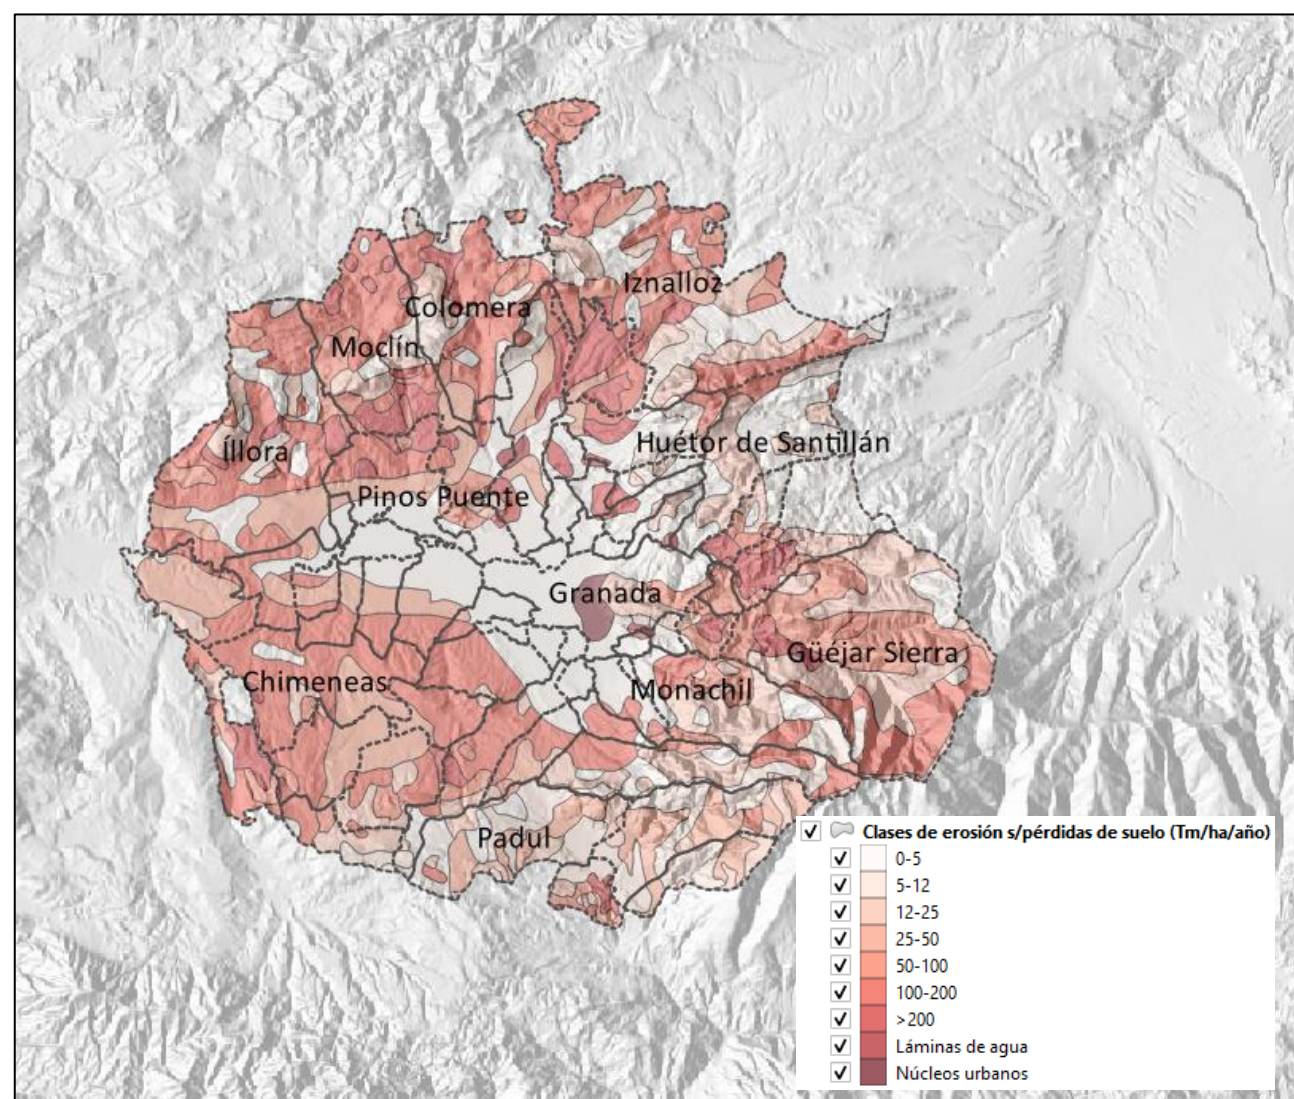 Iznalloz
Colomera
Moclín
Íllora
Huétor de Santillán
Pinos Puente
Granada
Güéjar Sierra
Chimeneas
Monachil
Padul
Clases de erosión s/pérdidas de suelo (Tm/ha/año)
0-5
5-12
12-25
25-50
50-100
100-200
>200
Láminas de agua
Núcleos urbanos